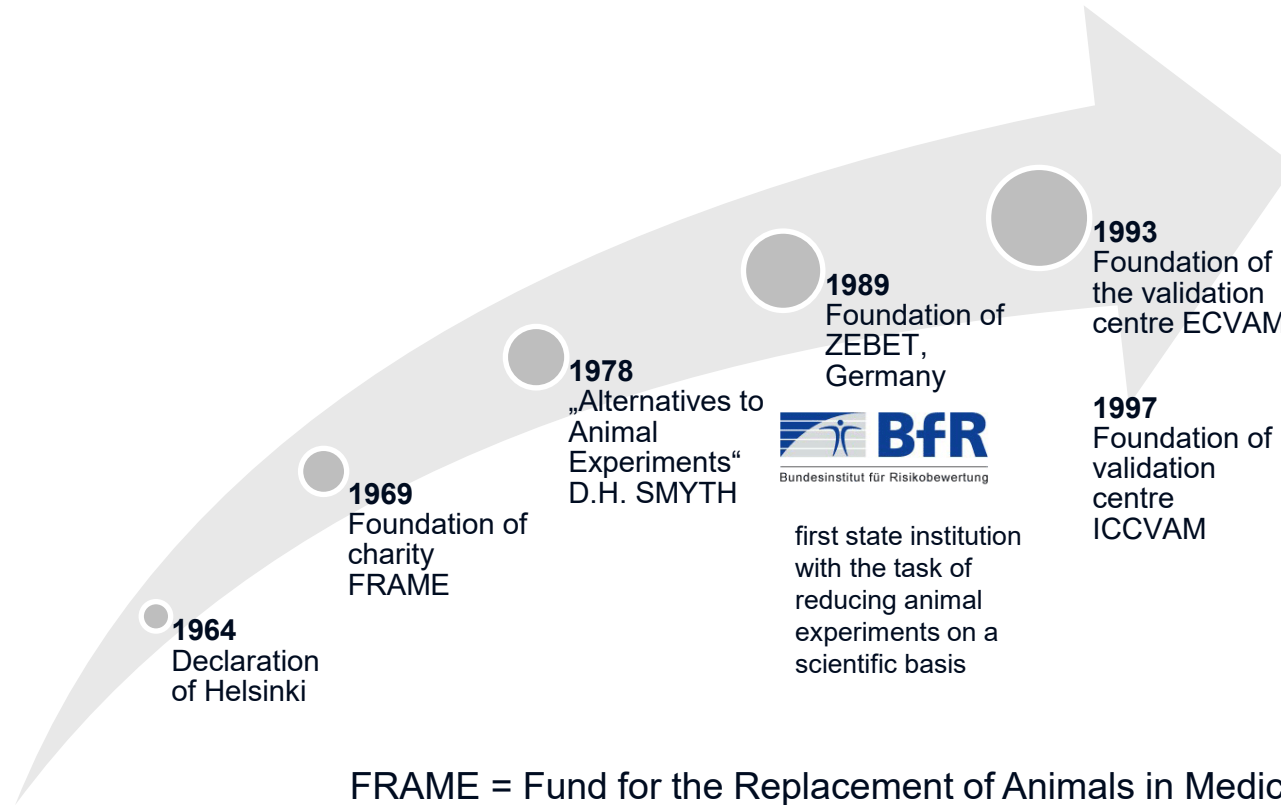 1964
Declaration
of Helsinki
1969
Foundation of
charity
FRAME
1978
„Alternatives to
Animal
Experiments“
D.H. SMYTH
1989
Foundation of
ZEBET,
Germany
BfR
Bundesinstitut für Risikobewertung
first state institution
with the task of
reducing animal
experiments on a
scientific basis
1993
Foundation of
the validation
centre ECVAM
1997
Foundation of
validation
centre
ICCVAM
FRAME = Fund for the Replacement of Animals in